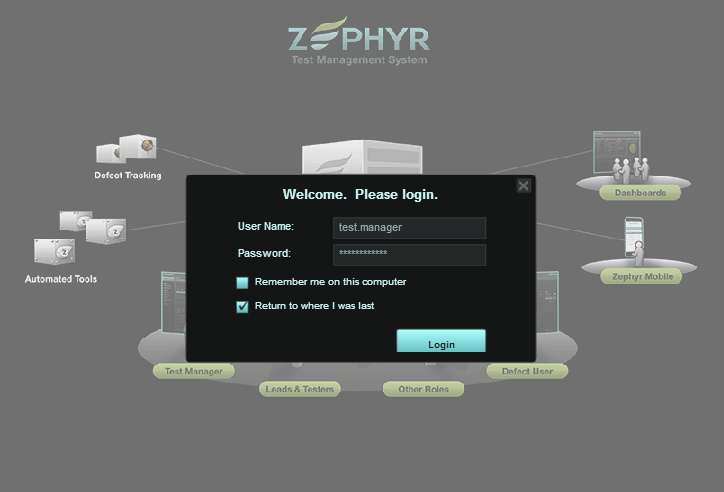 ZEPHYR
Test Management System
Defect Tracking
Dashboards
Automated Tools
Zephyr Mobile
Welcome. Please login.
User Name:
test.manager
Password:
************
Remember me on this computer
Return to where I was last
Login
Test Manager
Defect User
Leads & Testers
Other Roles